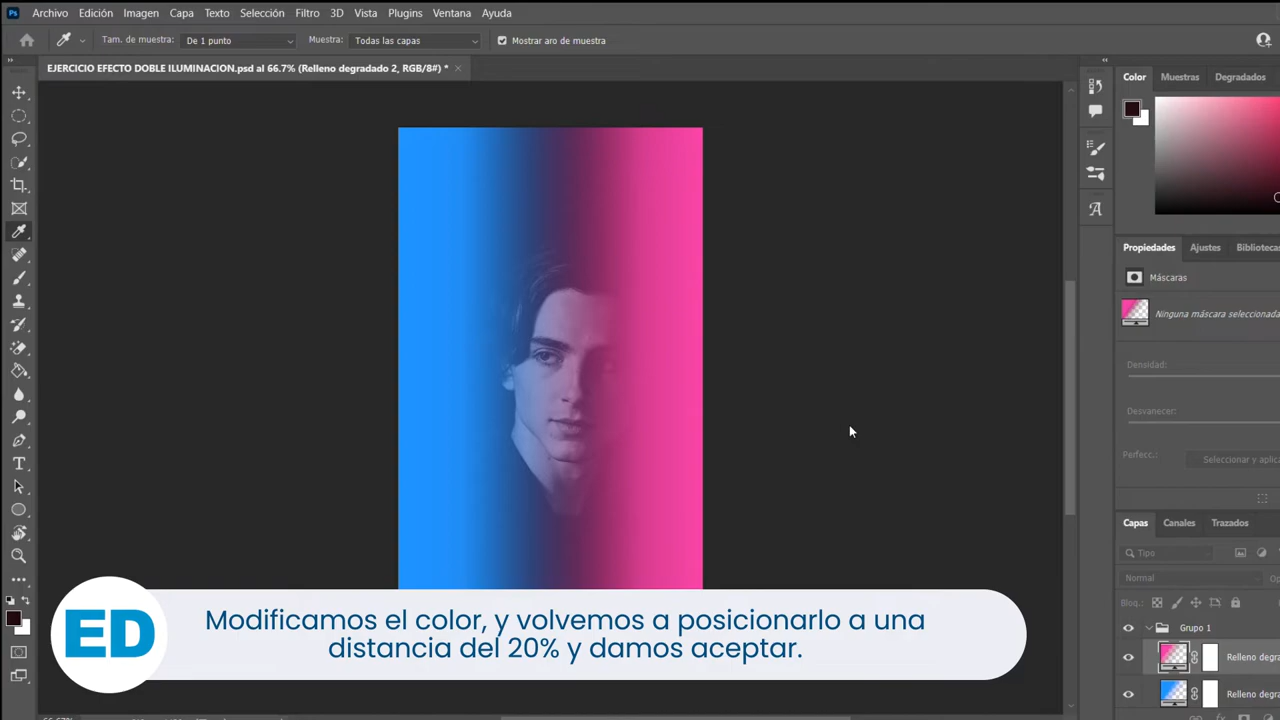 Ps Archivo Edición Imagen Capa Texto Selección Filtro 3D Vista Plugins Ventana Ayuda
Tam. de muestra: De 1 punto Muestra: Todas las capas Mostrar aro de muestra
EJERCICIO EFECTO DOBLE ILUMINACION.psd al 66.7% (Relleno degradado 2, RGB/8#) *
Color Muestras Degradados
Propiedades Ajustes Bibliotecas
Máscaras
Ninguna máscara seleccionada
Densidad:
Desvanecer:
Perfecc.: Seleccionar y aplica
Capas Canales Trazados
Tipo
Normal Op
Bloq.:
Grupo 1
Relleno degra
Relleno degra
ED
Modificamos el color, y volvemos a posicionarlo a una
distancia del 20% y damos aceptar.